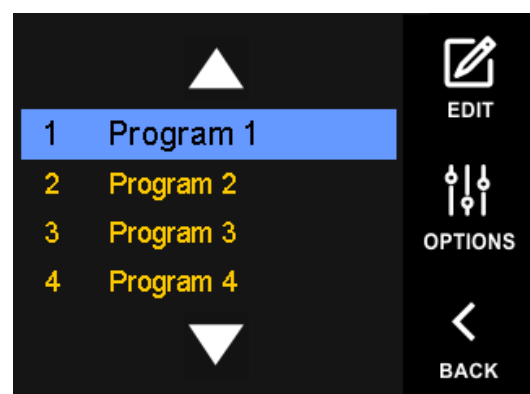 1 Program 1
2 Program 2
3 Program 3
4 Program 4
EDIT
OPTIONS
BACK